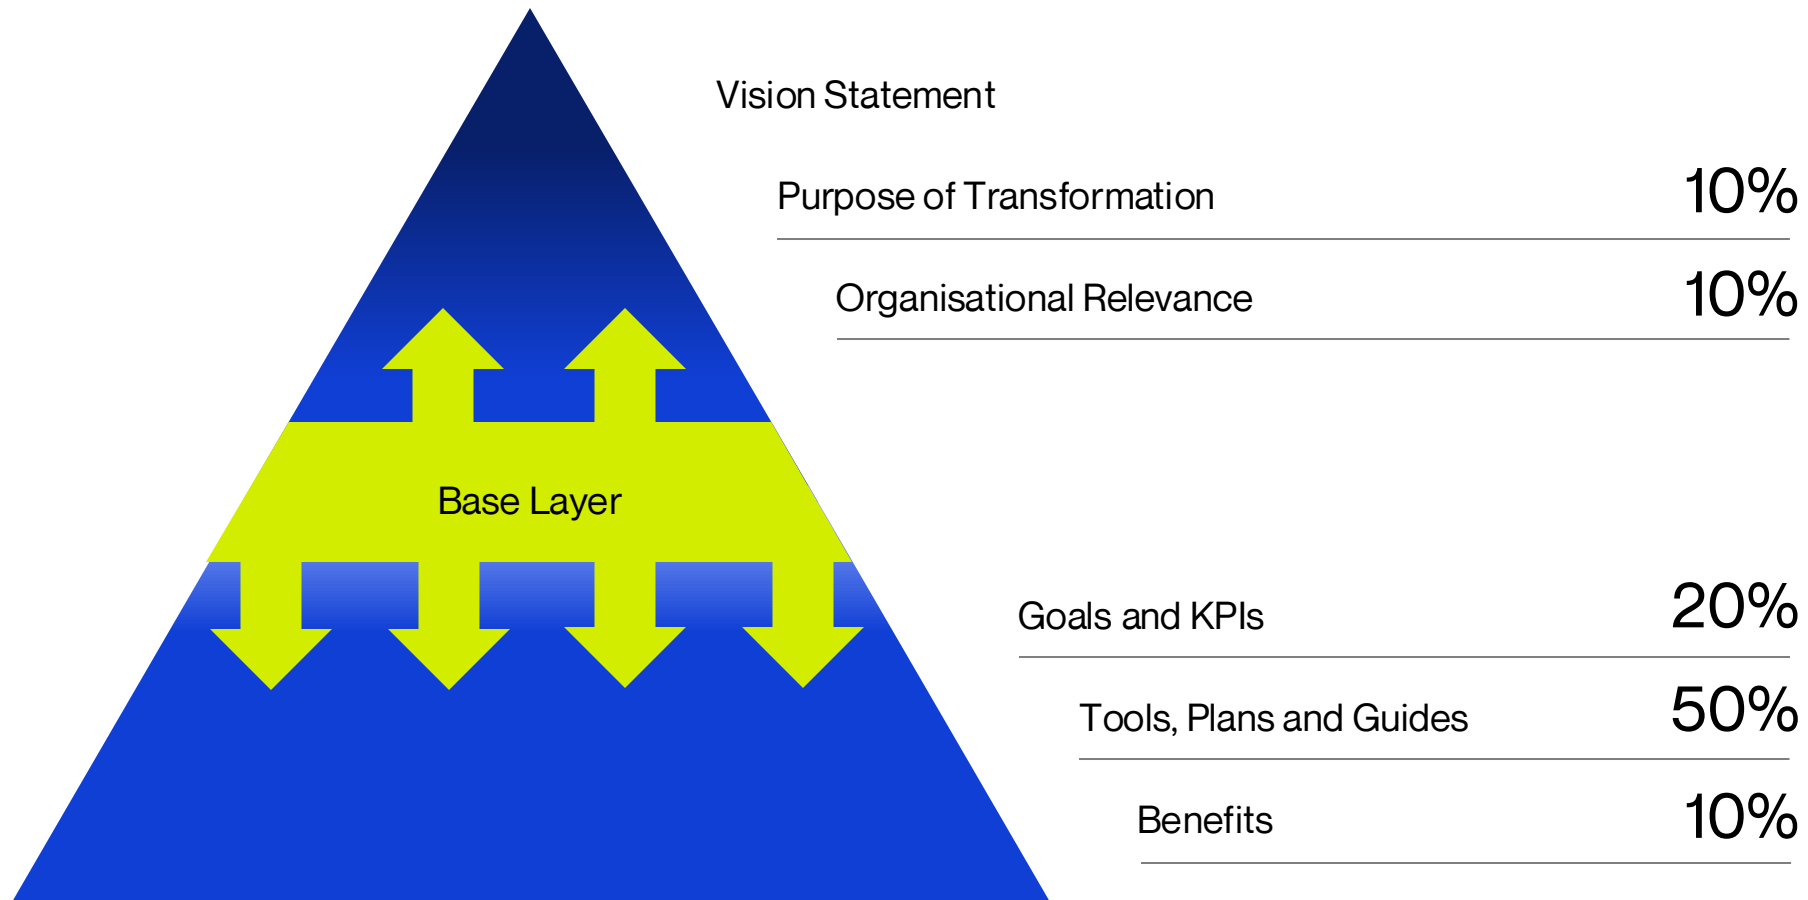 Vision Statement
Purpose of Transformation 10%
Organisational Relevance 10%
Base Layer
Goals and KPIs 20%
Tools, Plans and Guides 50%
Benefits 10%